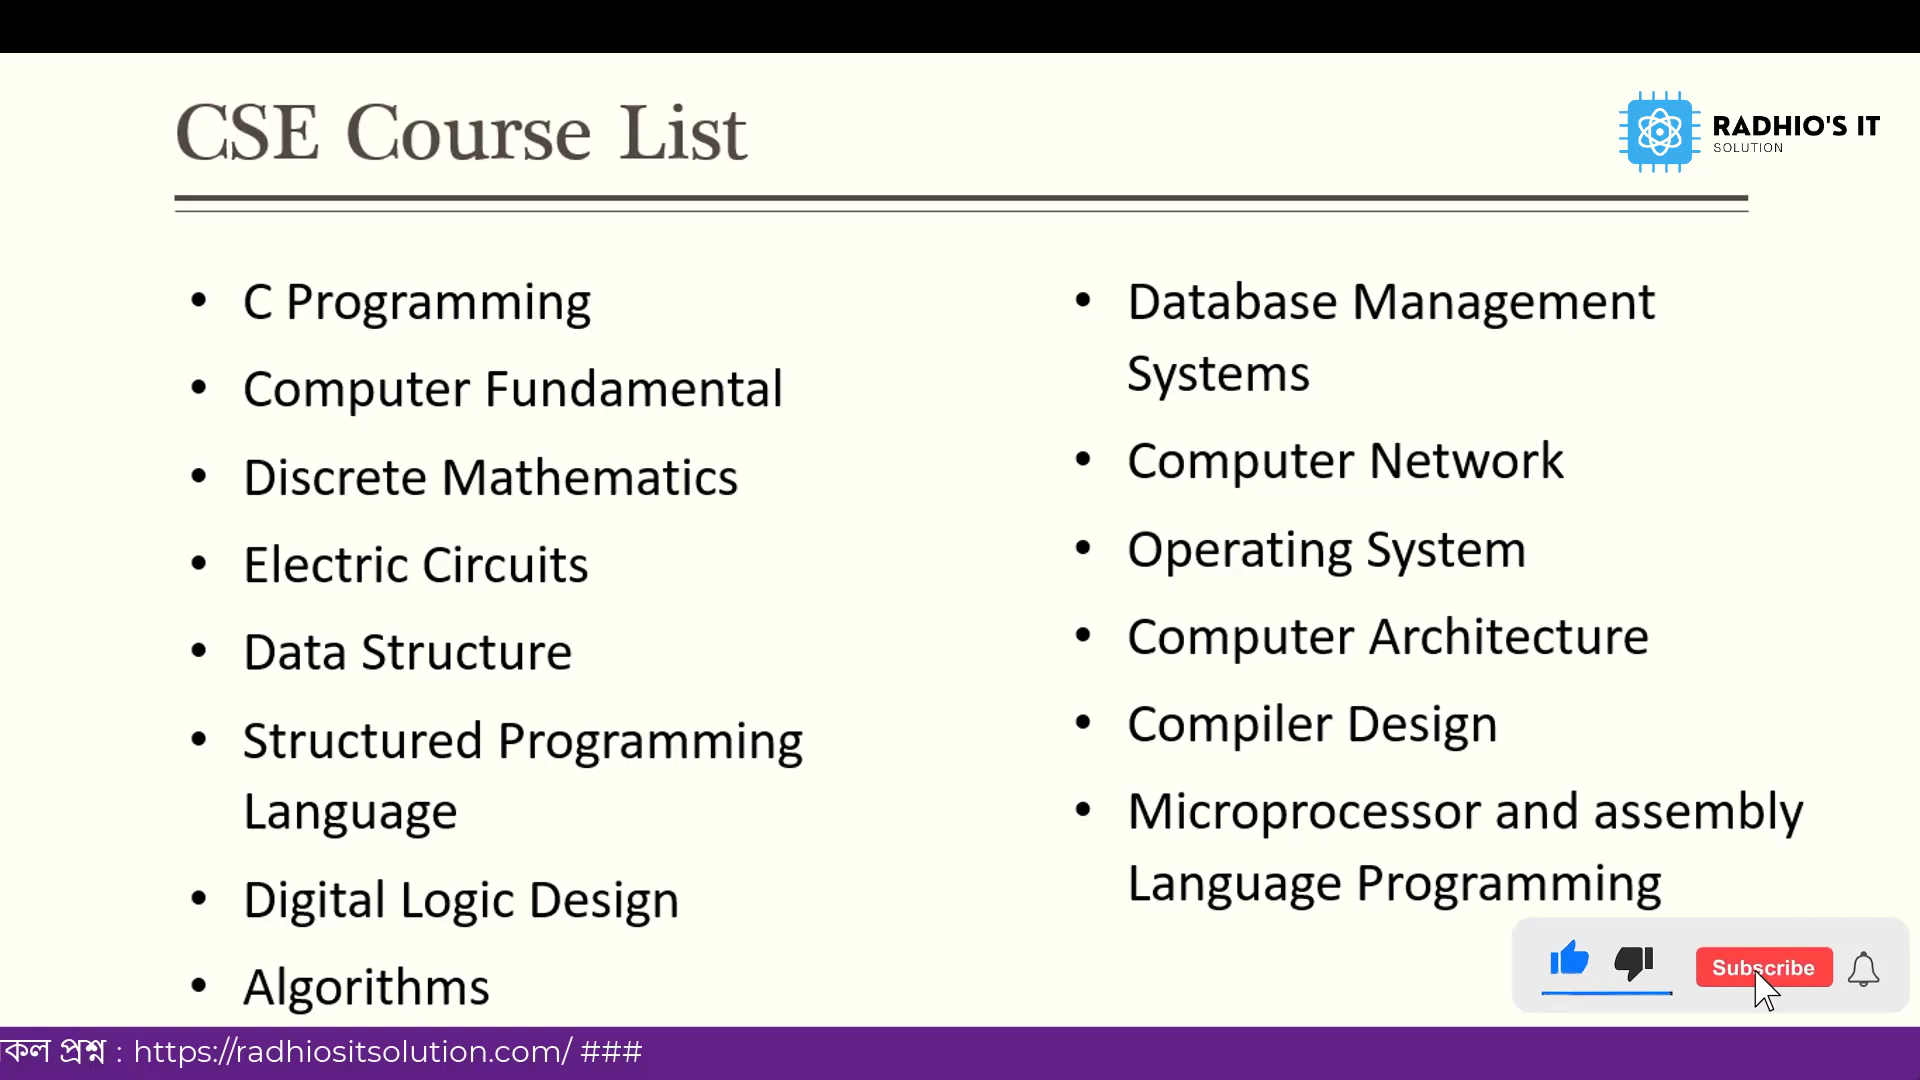 CSE Course List
RADHIO'S IT
SOLUTION
• C Programming
• Computer Fundamental
• Discrete Mathematics
• Electric Circuits
• Data Structure
• Structured Programming
Language
• Digital Logic Design
• Algorithms
• Database Management
Systems
• Computer Network
• Operating System
• Computer Architecture
• Compiler Design
• Microprocessor and assembly
Language Programming
Subscribe
প্রশ্ন : https://radhiositsolution.com/ ###